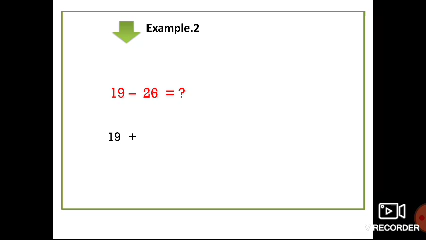 Example.2
19 – 26 = ?
19 +
RECORDER